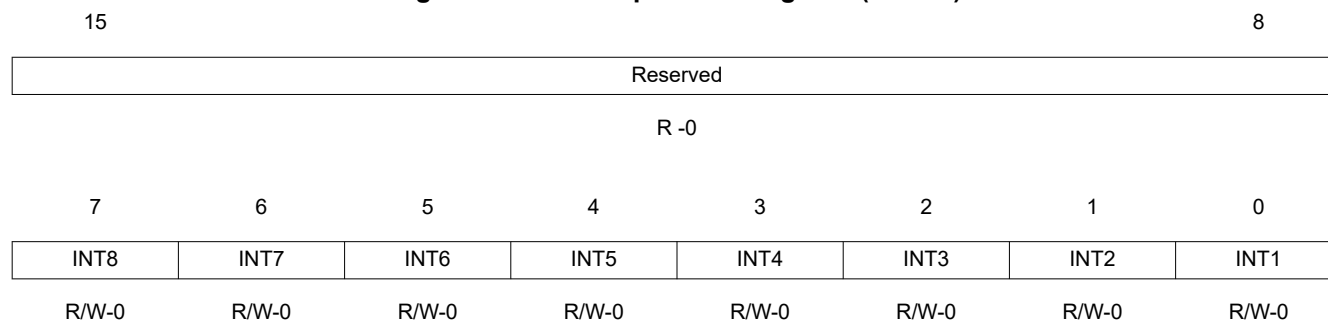 15 8
Reserved
R -0
7 6 5 4 3 2 1 0
INT8 INT7 INT6 INT5 INT4 INT3 INT2 INT1
R/W-0 R/W-0 R/W-0 R/W-0 R/W-0 R/W-0 R/W-0 R/W-0